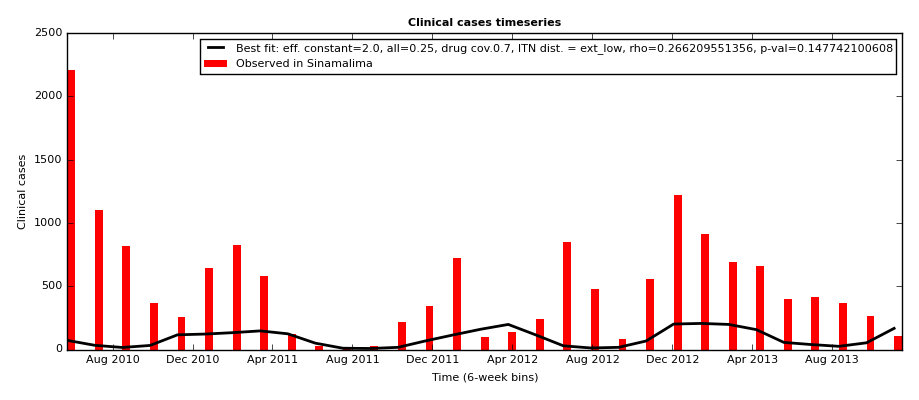 Clinical cases timeseries
2500
2000
1500
1000
500
0
Clinical cases
Best fit: eff. constant=2.0, all=0.25, drug cov.0.7, ITN dist. = ext_low, rho=0.266209551356, p-val=0.147742100608
Observed in Sinamalima
Aug 2010 Dec 2010 Apr 2011 Aug 2011 Dec 2011 Apr 2012 Aug 2012 Dec 2012 Apr 2013 Aug 2013
Time (6-week bins)